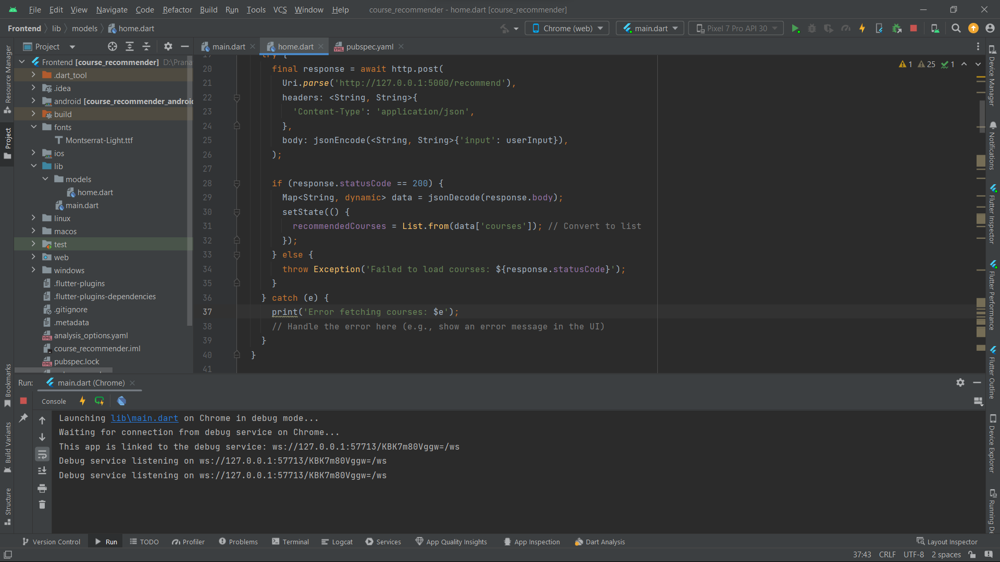 File Edit View Navigate Code Refactor Build Run Tools VCS Window Help course_recommender - home.dart [course_recommender]
Frontend lib models home.dart Chrome (web) main.dart Pixel 7 Pro API 30
Project main.dart home.dart pubspec.yaml
Resource Manager
Project
Bookmarks
Build Variants
Structure
Frontend [course_recommender] D:\Prana
.dart_tool
.idea
android [course_recommender_android
build
fonts
Montserrat-Light.ttf
ios
lib
models
home.dart
main.dart
linux
macos
test
web
windows
.flutter-plugins
.flutter-plugins-dependencies
.gitignore
.metadata
analysis_options.yaml
course_recommender.iml
pubspec.lock
1 25 1
19 try {
20 final response = await http.post(
21 Uri.parse('http://127.0.0.1:5000/recommend'),
22 headers: <String, String>{
23 'Content-Type': 'application/json',
24 },
25 body: jsonEncode(<String, String>{'input': userInput}),
26 );
27
28 if (response.statusCode == 200) {
29 Map<String, dynamic> data = jsonDecode(response.body);
30 setState(() {
31 recommendedCourses = List.from(data['courses']); // Convert to list
32 });
33 } else {
34 throw Exception('Failed to load courses: ${response.statusCode}');
35 }
36 } catch (e) {
37 print('Error fetching courses: $e');
38 // Handle the error here (e.g., show an error message in the UI)
39 }
40 }
41
Device Manager
Notifications
Flutter Inspector
Flutter Performance
Flutter Outline
Device Explorer
Running De
Run: main.dart (Chrome)
Console
Launching lib\main.dart on Chrome in debug mode...
Waiting for connection from debug service on Chrome...
This app is linked to the debug service: ws://127.0.0.1:57713/KBK7m80Vggw=/ws
Debug service listening on ws://127.0.0.1:57713/KBK7m80Vggw=/ws
Debug service listening on ws://127.0.0.1:57713/KBK7m80Vggw=/ws
Version Control Run TODO Profiler Problems Terminal Logcat Services App Quality Insights App Inspection Dart Analysis Layout Inspector
37:43 CRLF UTF-8 2 spaces